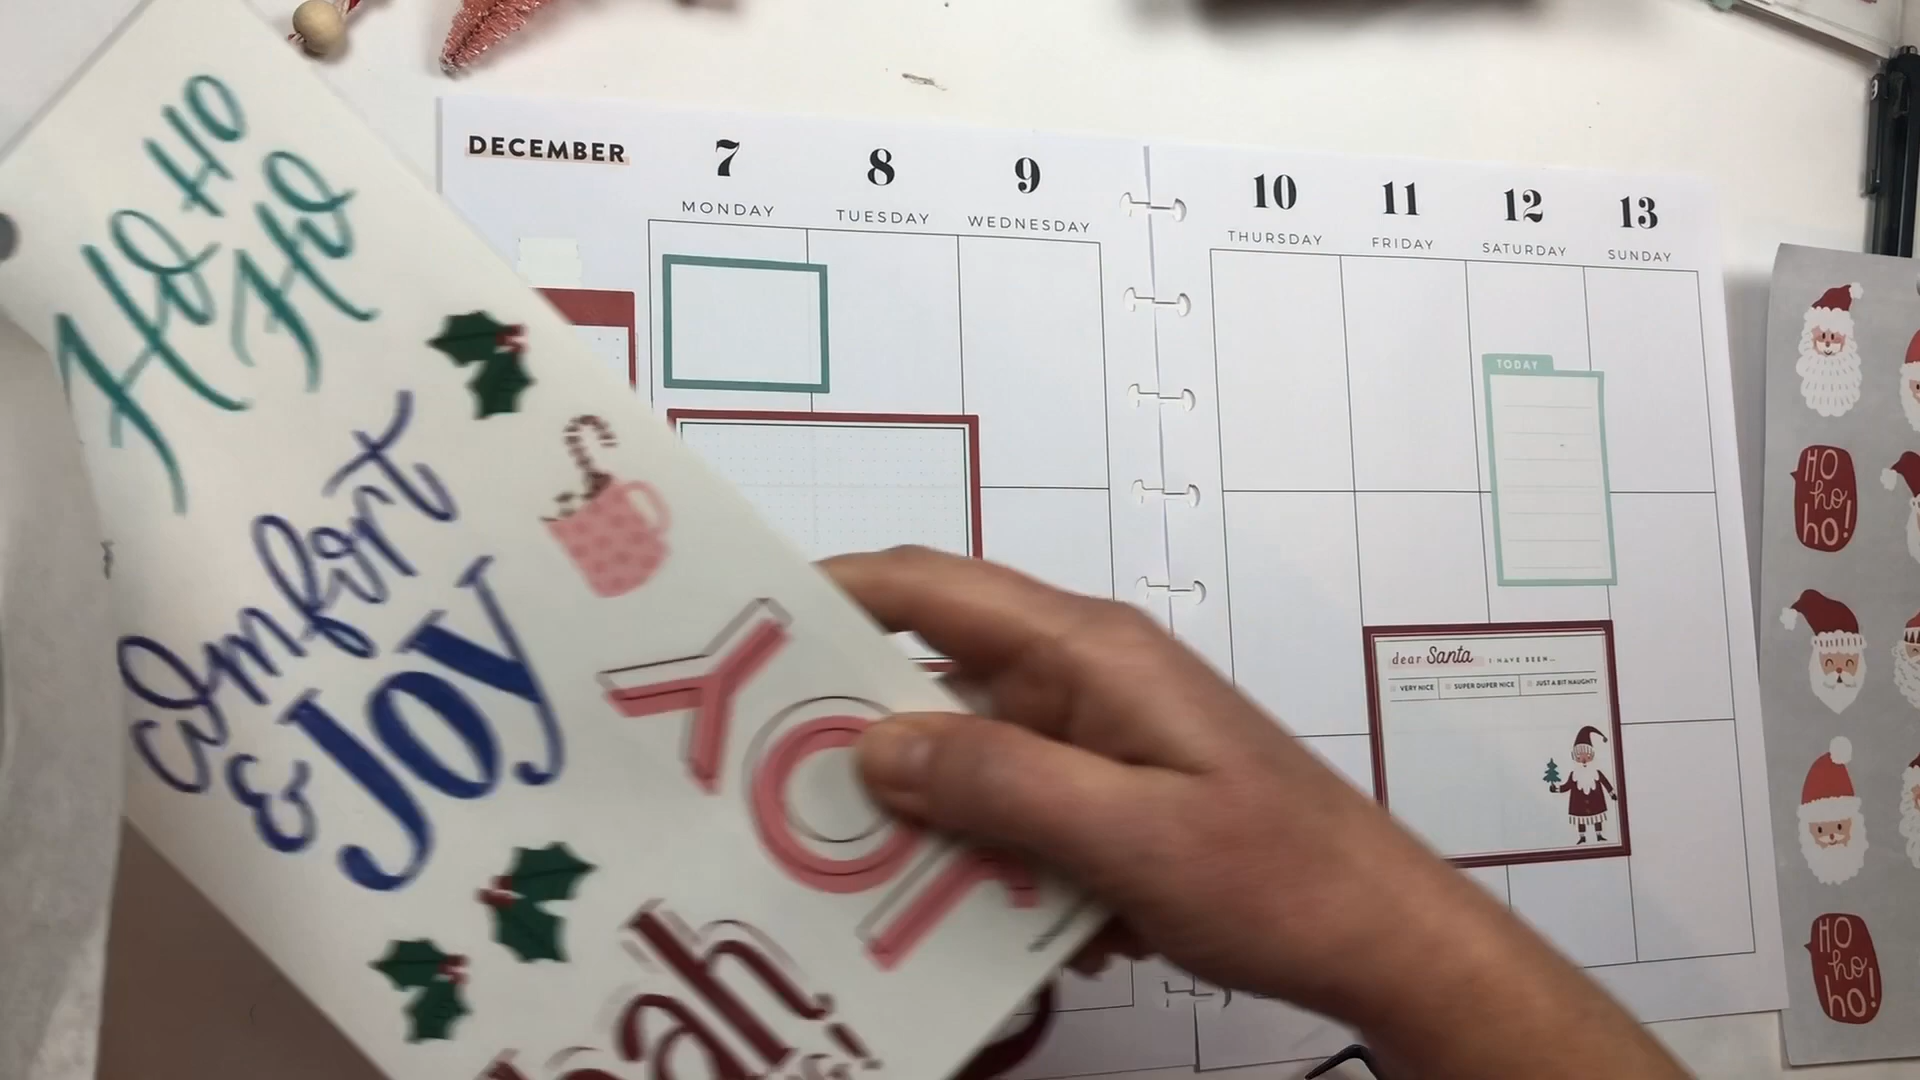 HO
HO
HO
HO
comfort
& Joy
DECEMBER
7
MONDAY
8
TUESDAY
9
WEDNESDAY
10
THURSDAY
11
FRIDAY
12
SATURDAY
13
SUNDAY
TODAY
dear Santa I HAVE BEEN...
VERY NICE
SUPER DUPER NICE
JUST A BIT NAUGHTY
HO
ho
ho!
HO
ho
ho!